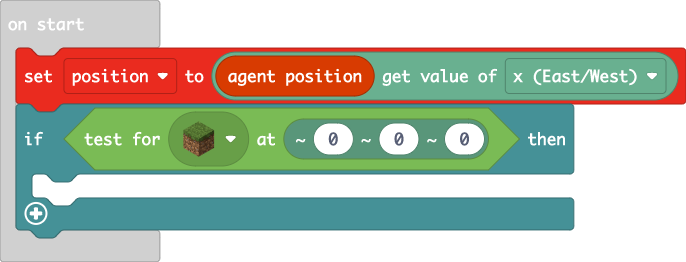 on start
set position to agent position get value of x (East/West)
if test for at ~ 0 ~ 0 ~ 0 then